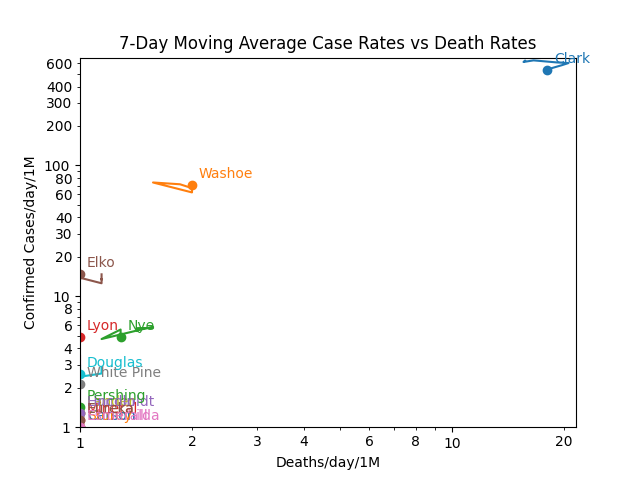 7-Day Moving Average Case Rates vs Death Rates
Confirmed Cases/day/1M
600
400
300
200
100
80
60
40
30
20
10
8
6
4
3
2
1
Clark
Washoe
Elko
Lyon
Nye
Douglas
White Pine
Pershing
Mineral
1
2
3
4
6
8
10
20
Deaths/day/1M